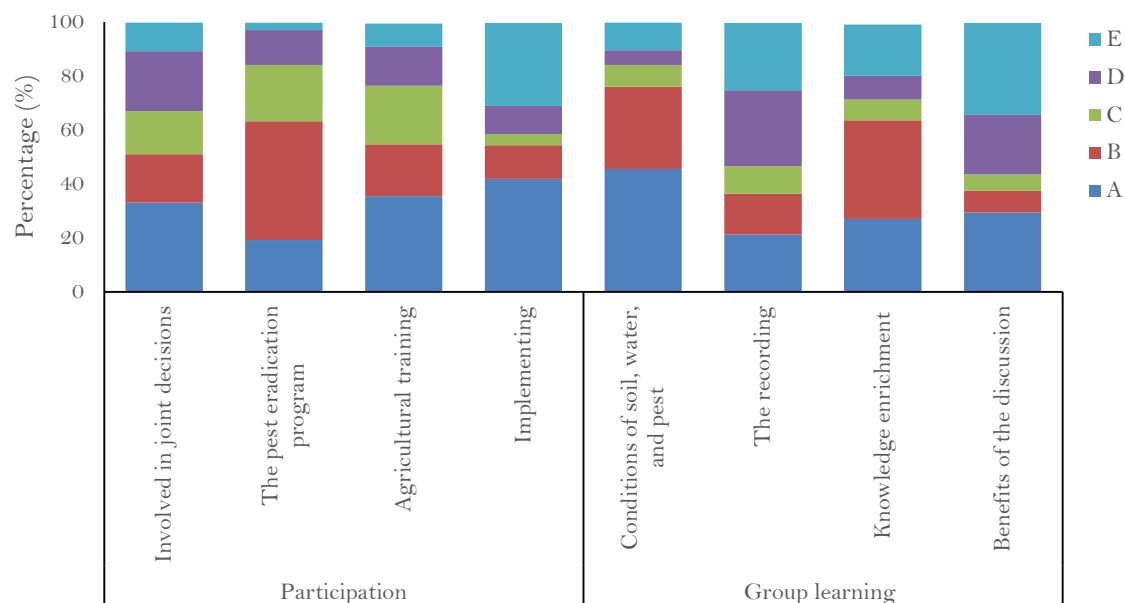 Percentage (%)
100
80
60
40
20
0
E
D
C
B
A
Involved in joint decisions
The pest eradication
program
Agricultural training
Implementing
Conditions of soil, water,
and pest
The recording
Knowledge enrichment
Benefits of the discussion
Participation
Group learning